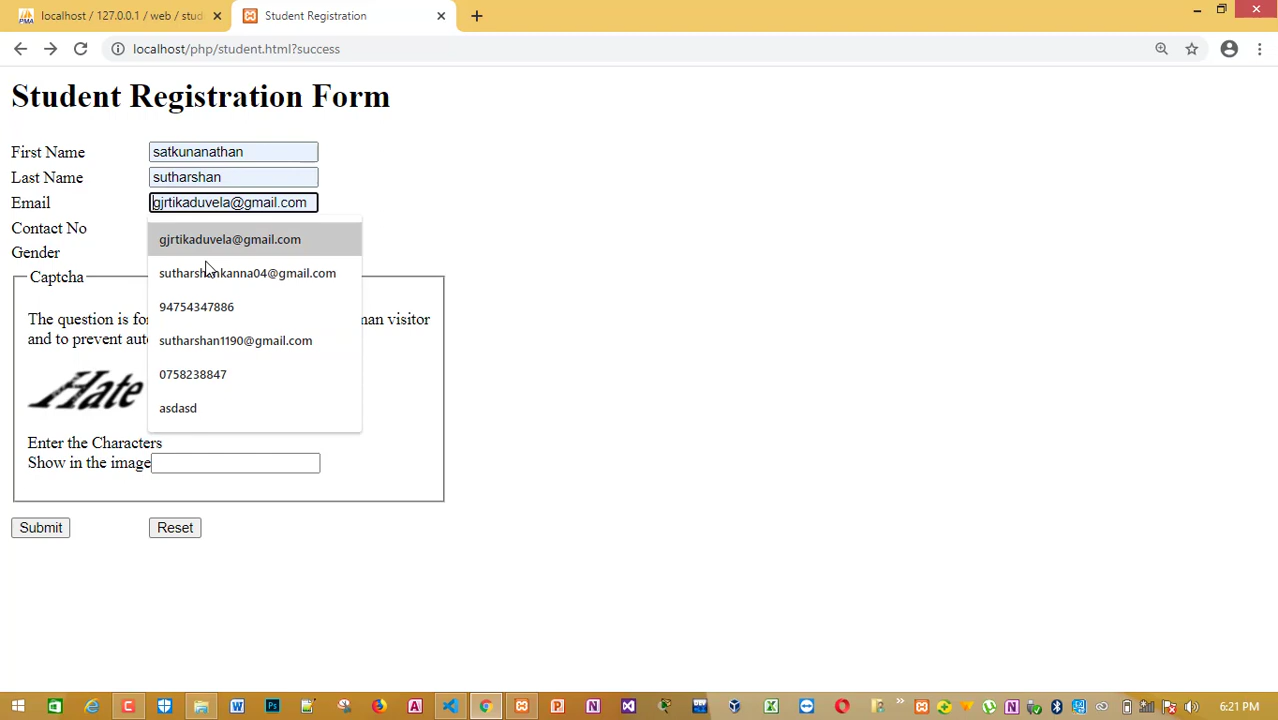 localhost / 127.0.0.1 / web / stud
Student Registration
localhost/php/student.html?success
Student Registration Form
First Name
satkunanathan
Last Name
sutharshan
Email
gjrtikaduvela@gmail.com
Contact No
gjrtikaduvela@gmail.com
Gender
Captcha
sutharshankanna04@gmail.com
94754347886
The question is for
man visitor
and to prevent aut
sutharshan1190@gmail.com
0758238847
Hate
asdasd
Enter the Characters
Show in the image
Submit
Reset
6:21 PM